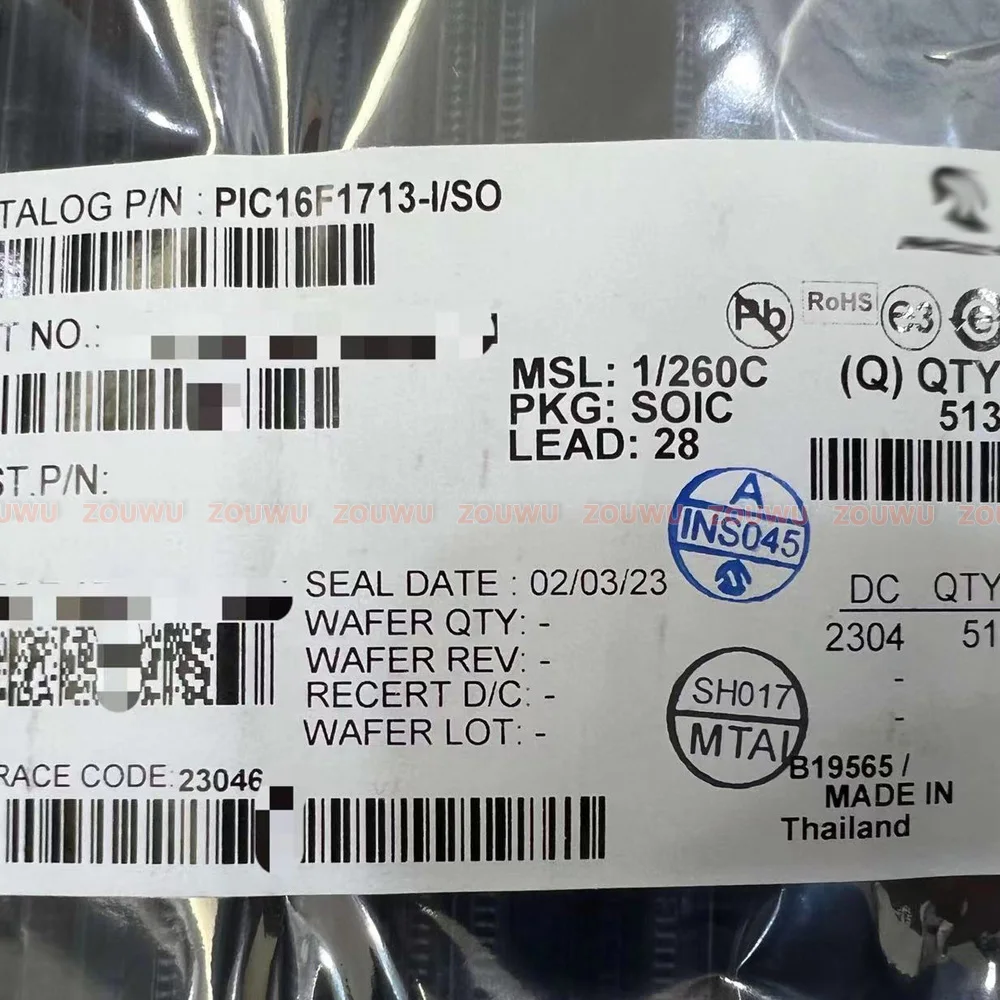 TALOG P/N : PIC16F1713-I/SO
Pb
RoHS
e3
T NO.:
MSL: 1/260C
PKG: SOIC
LEAD: 28
(Q) QTY
513
ST.P/N:
A
INS045
ZOUWU ZOUWU ZOUWU ZOUWU ZOUWU ZOUWU ZOUWU
SEAL DATE : 02/03/23
WAFER QTY: -
WAFER REV: -
RECERT D/C: -
WAFER LOT: -
DC QTY
2304 51
-
-
SH017
MTAI
RACE CODE: 23046
B19565 /
MADE IN
Thailand